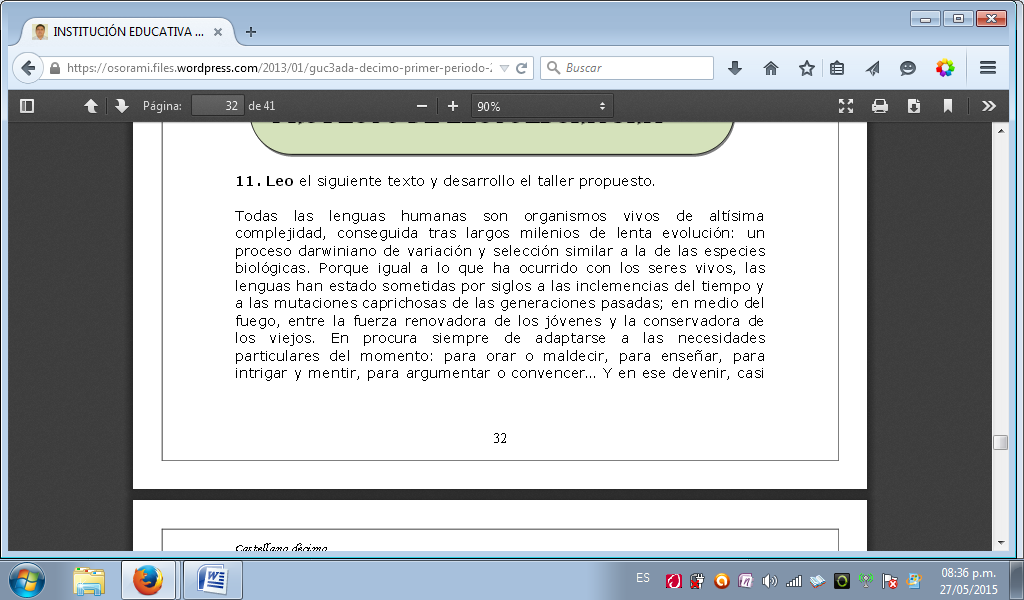 INSTITUCIÓN EDUCATIVA ...
https://osorami.files.wordpress.com/2013/01/guc3ada-decimo-primer-periodo-2
Buscar
Página: 32 de 41
90%
11. Leo el siguiente texto y desarrollo el taller propuesto.
Todas las lenguas humanas son organismos vivos de altísima
complejidad, conseguida tras largos milenios de lenta evolución: un
proceso darwiniano de variación y selección similar a la de las especies
biológicas. Porque igual a lo que ha ocurrido con los seres vivos, las
lenguas han estado sometidas por siglos a las inclemencias del tiempo y
a las mutaciones caprichosas de las generaciones pasadas; en medio del
fuego, entre la fuerza renovadora de los jóvenes y la conservadora de
los viejos. En procura siempre de adaptarse a las necesidades
particulares del momento: para orar o maldecir, para enseñar, para
intrigar y mentir, para argumentar o convencer... Y en ese devenir, casi
32
Castellano décimo
ES
08:36 p.m.
27/05/2015